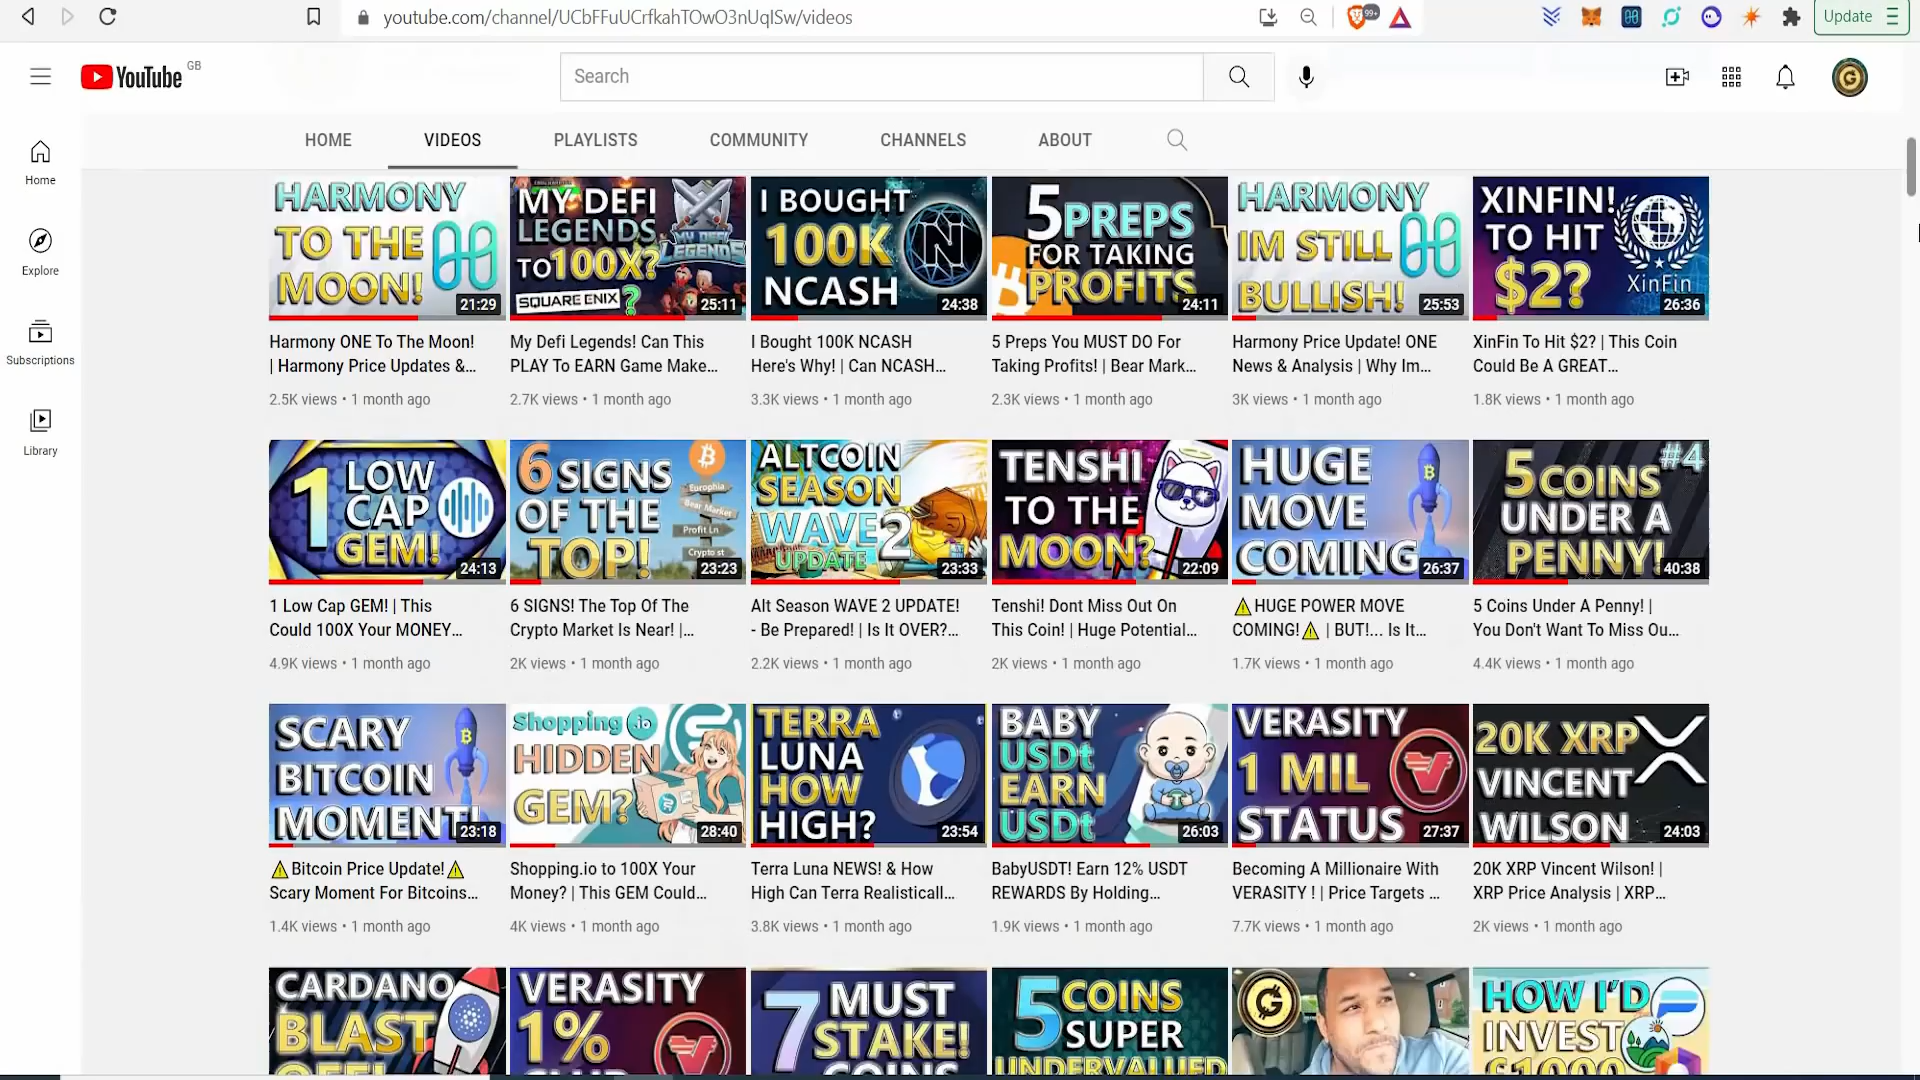 youtube.com/channel/UCbFFuUCrfkahTOwO3nUqISw/videos
99+
Update
YouTube GB
Search
HOME VIDEOS PLAYLISTS COMMUNITY CHANNELS ABOUT
Home
Explore
Subscriptions
Library
HARMONY
TO THE
MOON!
21:29
MY DEFI
LEGENDS
TO 100X?
MY DEFI
LEGENDS
SQUARE ENIX ?
25:11
I BOUGHT
100K
NCASH
24:38
5 PREPS
FOR TAKING
PROFITS
24:11
HARMONY
IM STILL
BULLISH!
25:53
XINFIN!
TO HIT
$2?
XinFin
26:36
Harmony ONE To The Moon!
| Harmony Price Updates &...
2.5K views • 1 month ago
My Defi Legends! Can This
PLAY To EARN Game Make...
2.7K views • 1 month ago
I Bought 100K NCASH
Here's Why! | Can NCASH...
3.3K views • 1 month ago
5 Preps You MUST DO For
Taking Profits! | Bear Mark...
2.3K views • 1 month ago
Harmony Price Update! ONE
News & Analysis | Why Im...
3K views • 1 month ago
XinFin To Hit $2? | This Coin
Could Be A GREAT...
1.8K views • 1 month ago
1 LOW
CAP
GEM!
24:13
6 SIGNS
OF THE
TOP!
Europhia
Bear Market
Profit Ln
Crypto st
23:23
ALTCOIN
SEASON
WAVE 2
UPDATE
23:33
TENSHI
TO THE
MOON?
22:09
HUGE
MOVE
COMING
26:37
5 COINS #4
UNDER A
PENNY!
40:38
1 Low Cap GEM! | This
Could 100X Your MONEY...
4.9K views • 1 month ago
6 SIGNS! The Top Of The
Crypto Market Is Near! |...
2K views • 1 month ago
Alt Season WAVE 2 UPDATE!
- Be Prepared! | Is It OVER?...
2.2K views • 1 month ago
Tenshi! Dont Miss Out On
This Coin! | Huge Potential...
2K views • 1 month ago
⚠HUGE POWER MOVE
COMING!⚠ | BUT!... Is It...
1.7K views • 1 month ago
5 Coins Under A Penny! |
You Don't Want To Miss Ou...
4.4K views • 1 month ago
SCARY
BITCOIN
MOMENT!
23:18
Shopping.io
HIDDEN
GEM?
28:40
TERRA
LUNA
HOW
HIGH?
23:54
BABY
USDt
EARN
USDt
26:03
VERASITY
1 MIL
STATUS
27:37
20K XRP
VINCENT
WILSON
24:03
⚠Bitcoin Price Update!⚠
Scary Moment For Bitcoins...
1.4K views • 1 month ago
Shopping.io to 100X Your
Money? | This GEM Could...
4K views • 1 month ago
Terra Luna NEWS! & How
High Can Terra Realisticall...
3.8K views • 1 month ago
BabyUSDT! Earn 12% USDT
REWARDS By Holding...
1.9K views • 1 month ago
Becoming A Millionaire With
VERASITY ! | Price Targets ...
7.7K views • 1 month ago
20K XRP Vincent Wilson! |
XRP Price Analysis | XRP...
2K views • 1 month ago
CARDANO
BLAST
OFF!
VERASITY
1%
CLUB
7 MUST
STAKE!
COINS
5 COINS
SUPER
UNDERVALUED
HOW I'D
INVEST
$1000